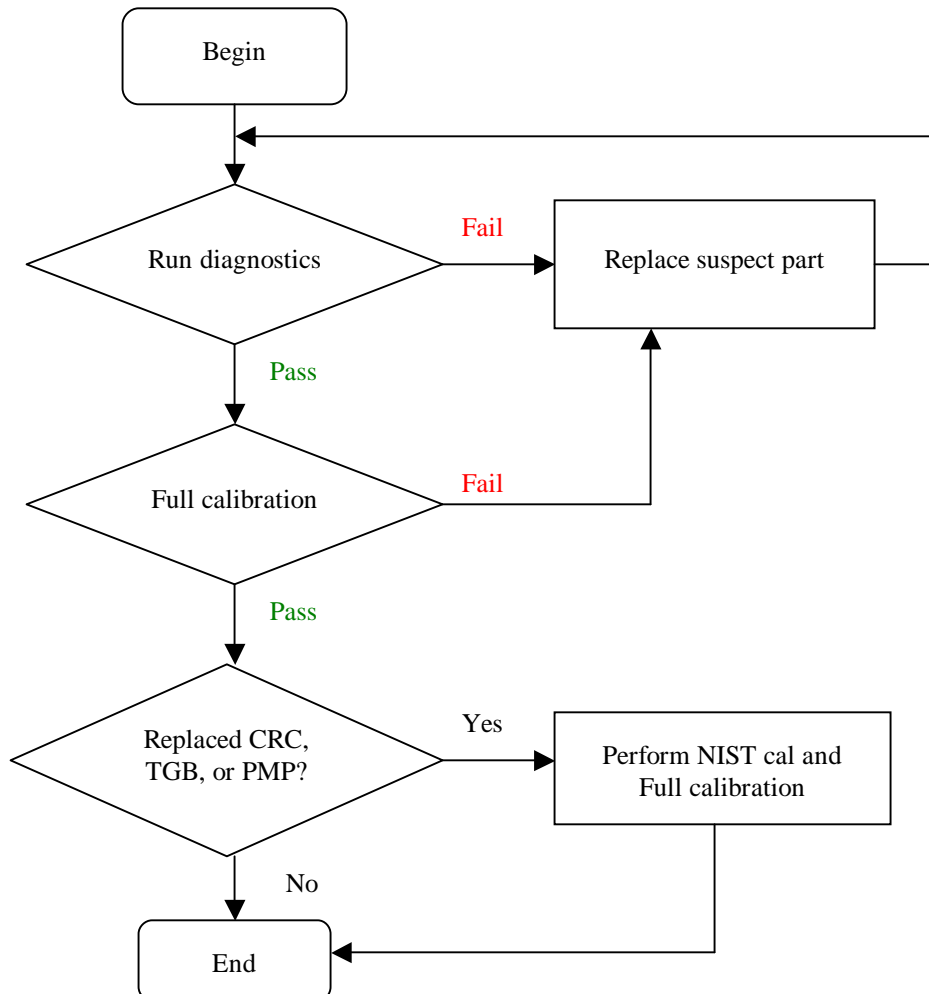 Begin
Run diagnostics
Fail
Replace suspect part
Pass
Full calibration
Fail
Pass
Replaced CRC,
TGB, or PMP?
Yes
Perform NIST cal and
Full calibration
No
End